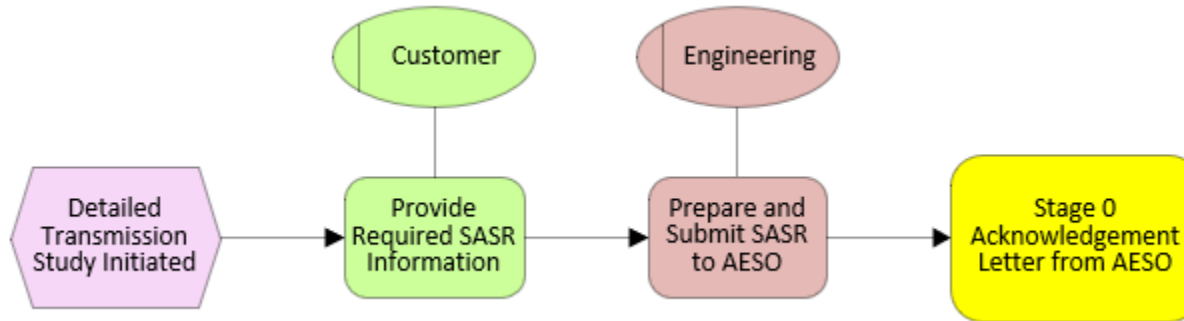 Customer
Engineering
Detailed
Transmission
Study Initiated
Provide
Required SASR
Information
Prepare and
Submit SASR
to AESO
Stage 0
Acknowledgement
Letter from AESO